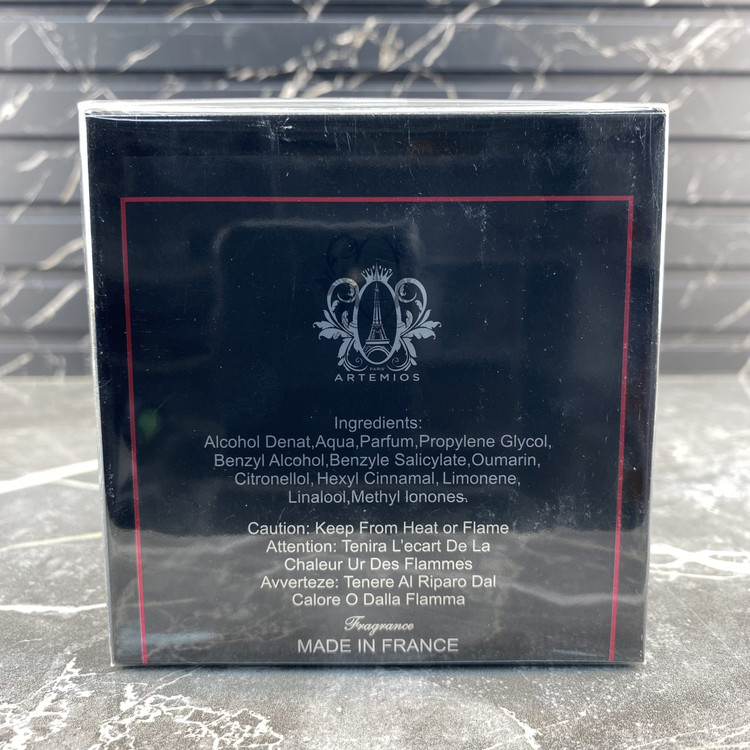 PARIS
ARTEMIOS
Ingredients:
Alcohol Denat,Aqua,Parfum,Propylene Glycol,
Benzyl Alcohol,Benzyle Salicylate,Oumarin,
Citronellol, Hexyl Cinnamal, Limonene,
Linalool,Methyl Ionones.
Caution: Keep From Heat or Flame
Attention: Tenira L'ecart De La
Chaleur Ur Des Flammes
Avverteze: Tenere Al Riparo Dal
Calore O Dalla Flamma
Fragrance
MADE IN FRANCE